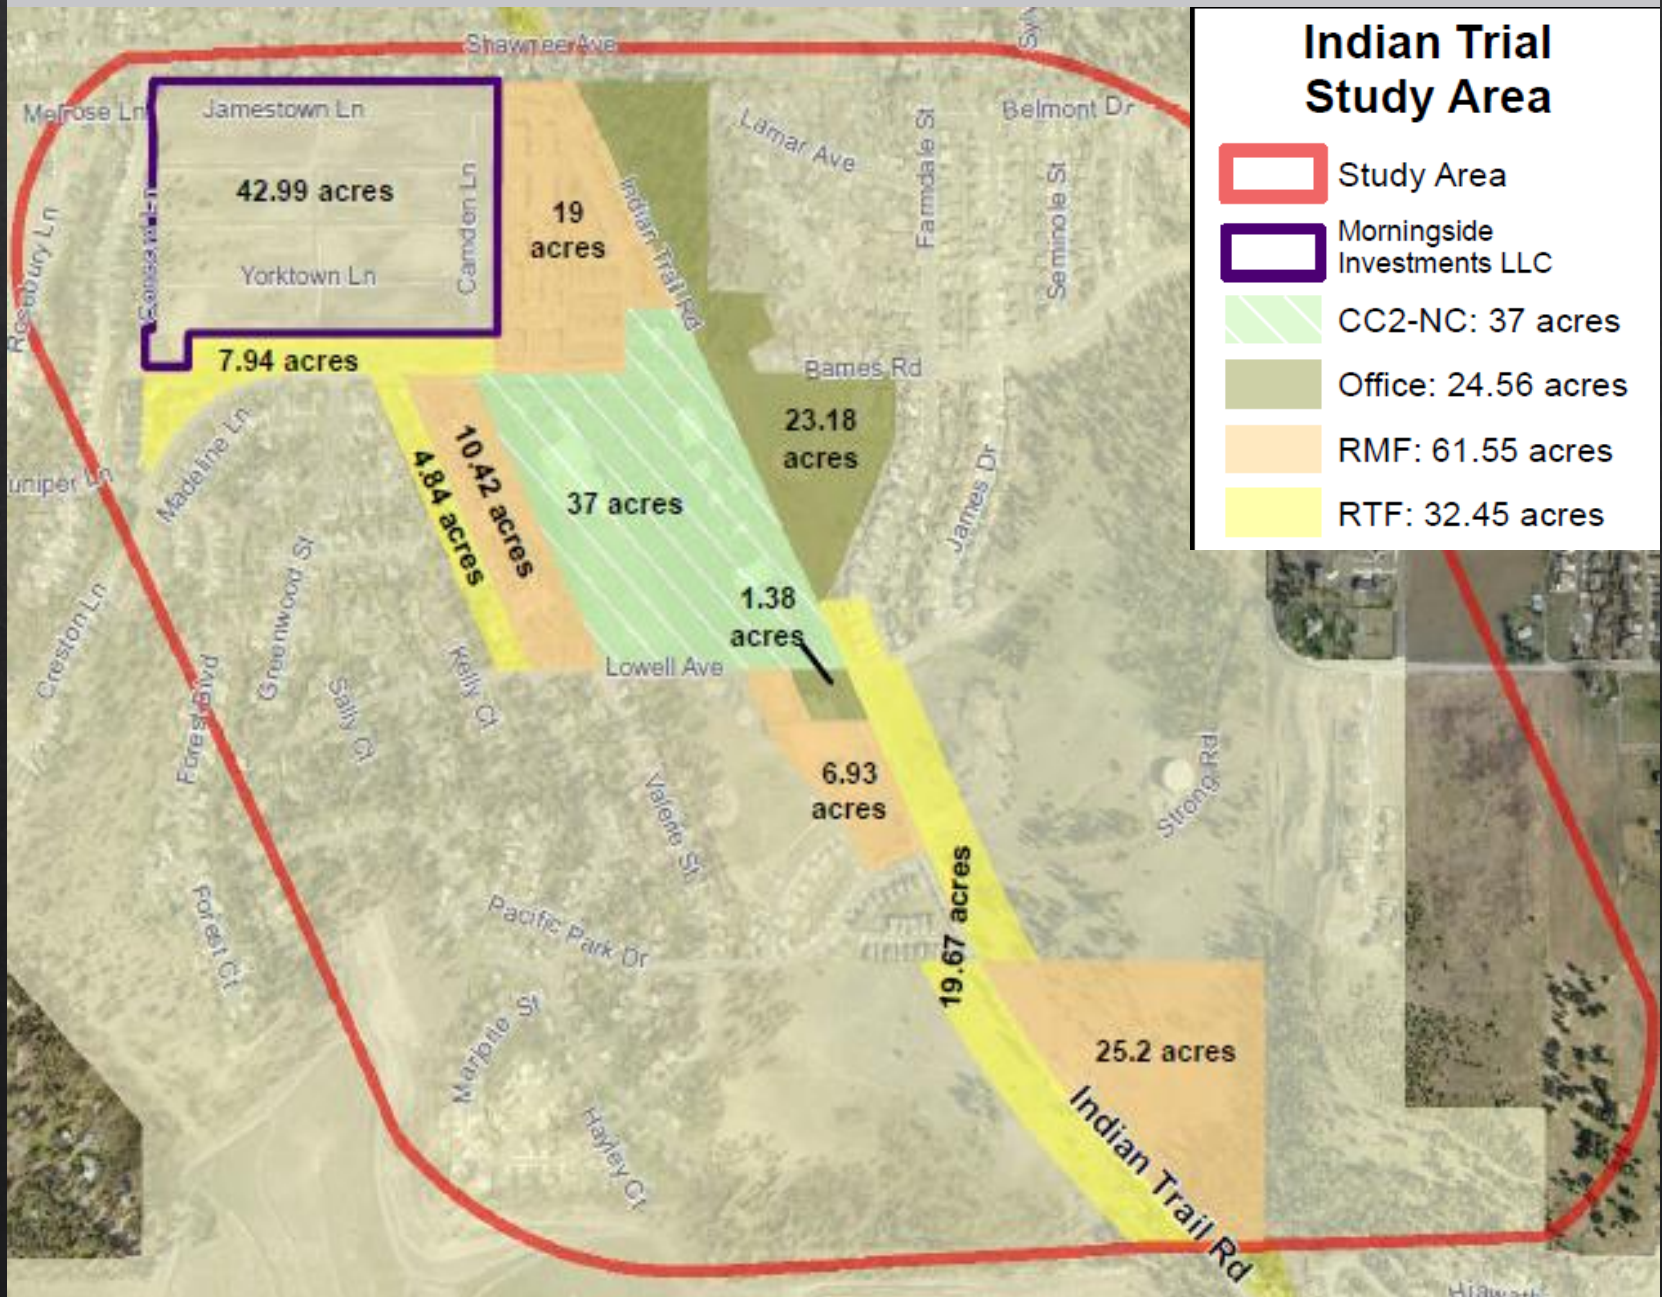 Indian Trial
Study Area
Study Area
Morningside
Investments LLC
CC2-NC: 37 acres
Office: 24.56 acres
RMF: 61.55 acres
RTF: 32.45 acres
Shawnee Ave
Melrose Ln
Jamestown Ln
Lamar Ave
Farmdale St
Belmont Dr
Seminole St
42.99 acres
Camden Ln
19
acres
Indian Trail Rd
Yorktown Ln
Rosebury Ln
7.94 acres
Barnes Rd
Madeline Ln
10.42 acres
4.84 acres
37 acres
23.18
acres
James Dr
1.38
acres
Lowell Ave
Creston Ln
Greenwood St
Forest Blvd
Sally Ct
Kelly Ct
6.93
acres
Valerie St
Strong Rd
Forest Ct
Pacific Park Dr
19.67 acres
Marjorie St
25.2 acres
Hayley Ct
Indian Trail Rd